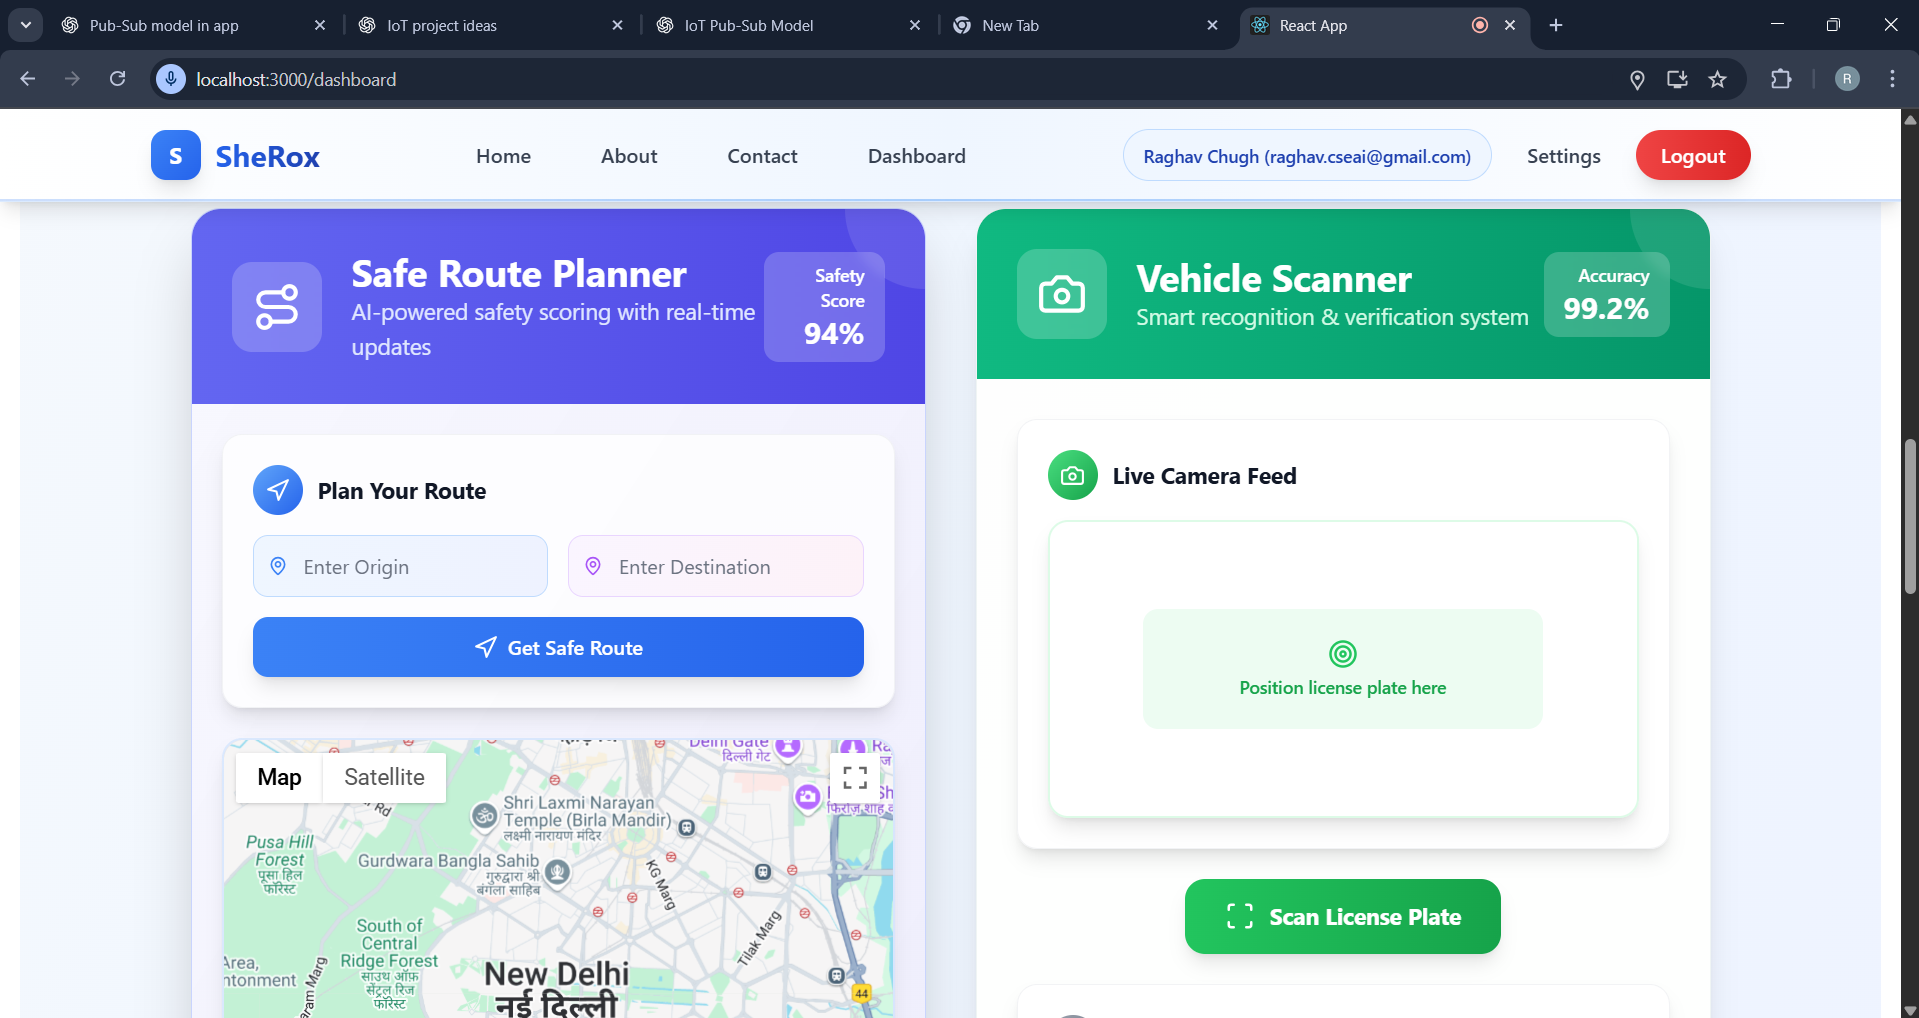 Pub-Sub model in app
IoT project ideas
IoT Pub-Sub Model
New Tab
React App
localhost:3000/dashboard
R
S
SheRox
Home
About
Contact
Dashboard
Raghav Chugh (raghav.cseai@gmail.com)
Settings
Logout
Safe Route Planner
AI-powered safety scoring with real-time
updates
Safety
Score
94%
Plan Your Route
Enter Origin
Enter Destination
Get Safe Route
Map
Satellite
Delhi Gate
दिल्ली गेट
Shri Laxmi Narayan
Temple (Birla Mandir)
लक्ष्मी नारायण मंदिर
Pusa Hill
Forest
पूसा हिल
फॉरेस्ट
Gurdwara Bangla Sahib
गुरुद्वारा श्री
बंगला साहिब
KG Marg
South of
Central
Ridge Forest
साउथ ऑफ़
सेंट्रल रिज
फॉरेस्ट
Tilak Marg
New Delhi
नई दिल्ली
44
Vehicle Scanner
Smart recognition & verification system
Accuracy
99.2%
Live Camera Feed
Position license plate here
Scan License Plate